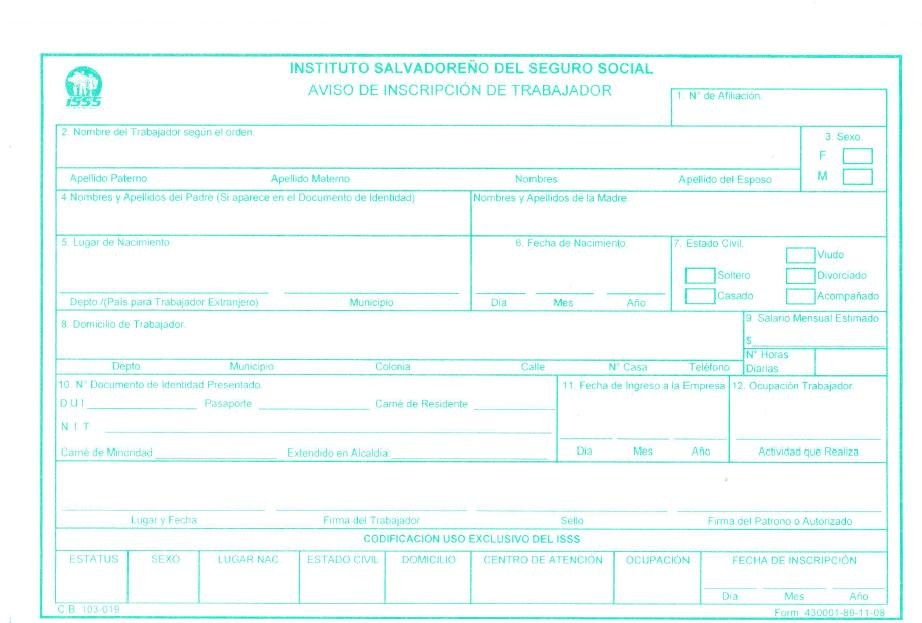 INSTITUTO SALVADOREÑO DEL SEGURO SOCIAL
AVISO DE INSCRIPCIÓN DE TRABAJADOR
ISSS
1. N° de Afiliación.
2. Nombre del Trabajador según el orden.
3. Sexo
F
M
Apellido Paterno Apellido Materno Nombres Apellido del Esposo
4 Nombres y Apellidos del Padre (Si aparece en el Documento de Identidad) Nombres y Apellidos de la Madre
5. Lugar de Nacimiento 6. Fecha de Nacimiento 7. Estado Civil.
Viudo
Soltero Divorciado
Casado Acompañado
Depto /(País para Trabajador Extranjero) Municipio Día Mes Año
8. Domicilio de Trabajador. 9. Salario Mensual Estimado
$
N° Horas
Diarias
Depto. Municipio Colonia Calle N° Casa Teléfono
10. N° Documento de Identidad Presentado. 11. Fecha de Ingreso a la Empresa 12. Ocupación Trabajador.
D U I Pasaporte Carné de Residente
N I T
Carné de Minoridad Extendido en Alcaldía: Día Mes Año Actividad que Realiza
Lugar y Fecha Firma del Trabajador Sello Firma del Patrono o Autorizado
CODIFICACION USO EXCLUSIVO DEL ISSS
ESTATUS SEXO LUGAR NAC ESTADO CIVIL DOMICILIO CENTRO DE ATENCIÓN OCUPACIÓN FECHA DE INSCRIPCIÓN
Día Mes Año
C.B. 103-019 Form. 430001-86-11-08